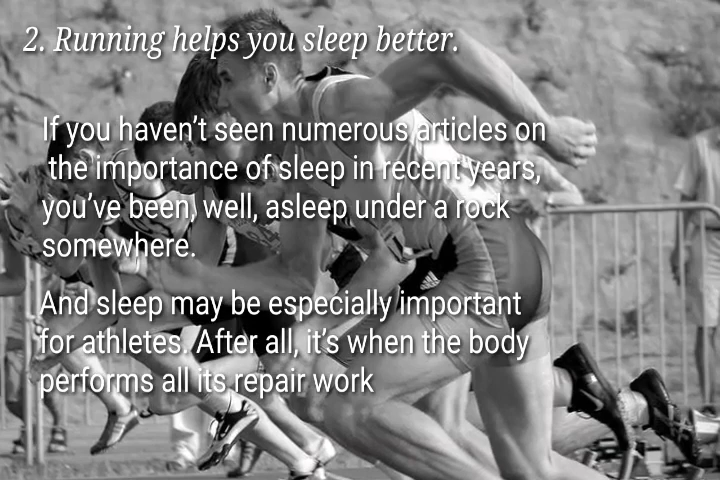 2. Running helps you sleep better.
If you haven't seen numerous articles on
the importance of sleep in recent years,
you've been, well, asleep under a rock
somewhere.
And sleep may be especially important
for athletes. After all, it's when the body
performs all its repair work